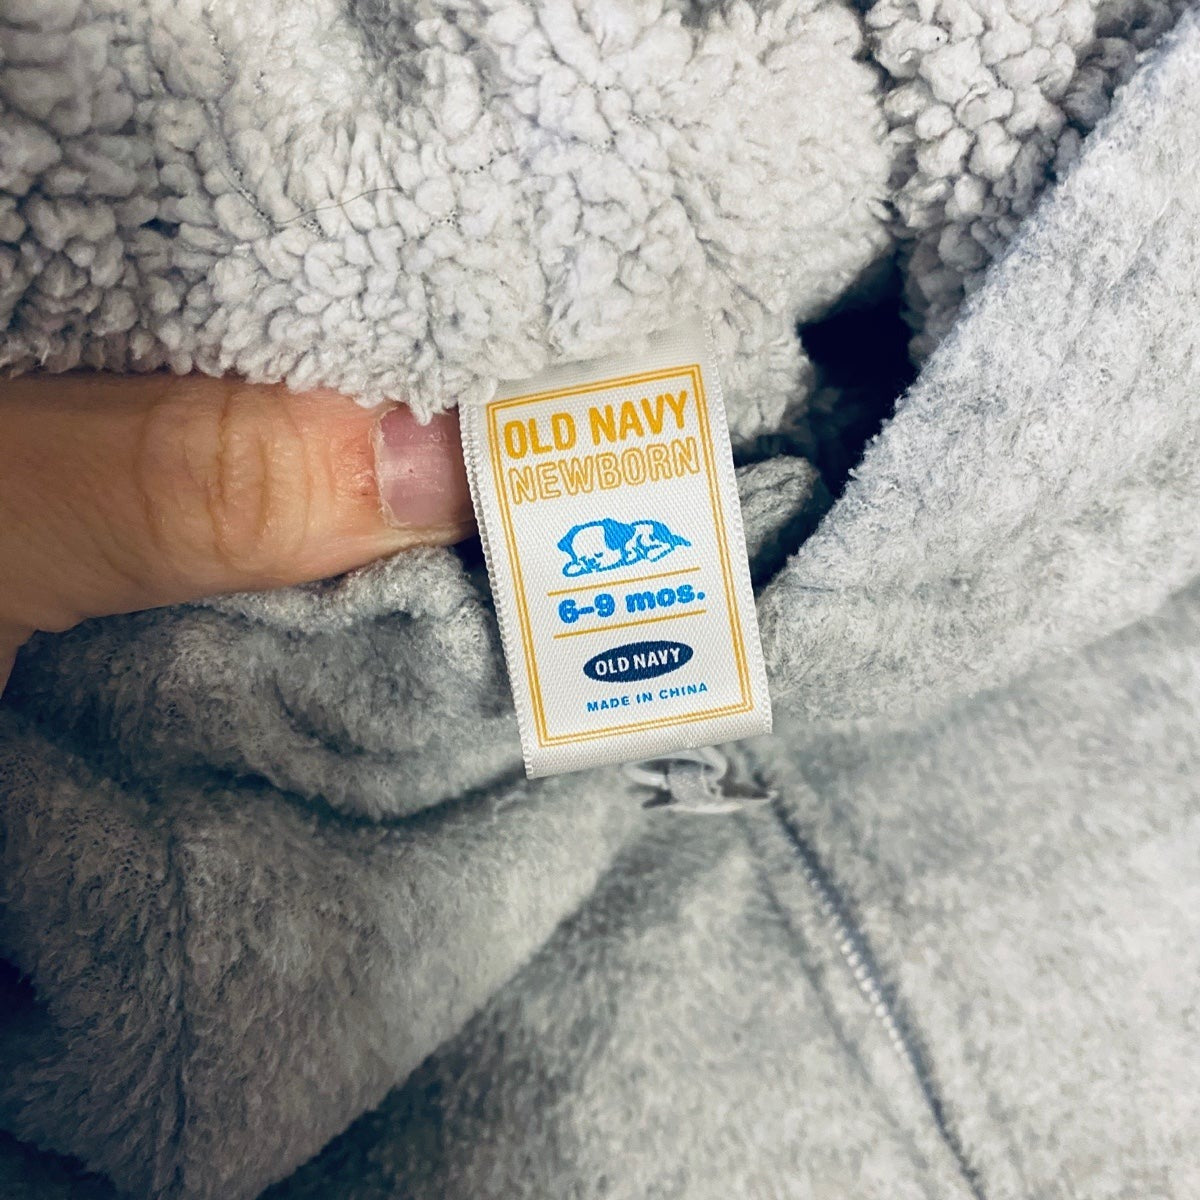 OLD NAVY
NEWBORN
6-9 mos.
OLD NAVY
MADE IN CHINA